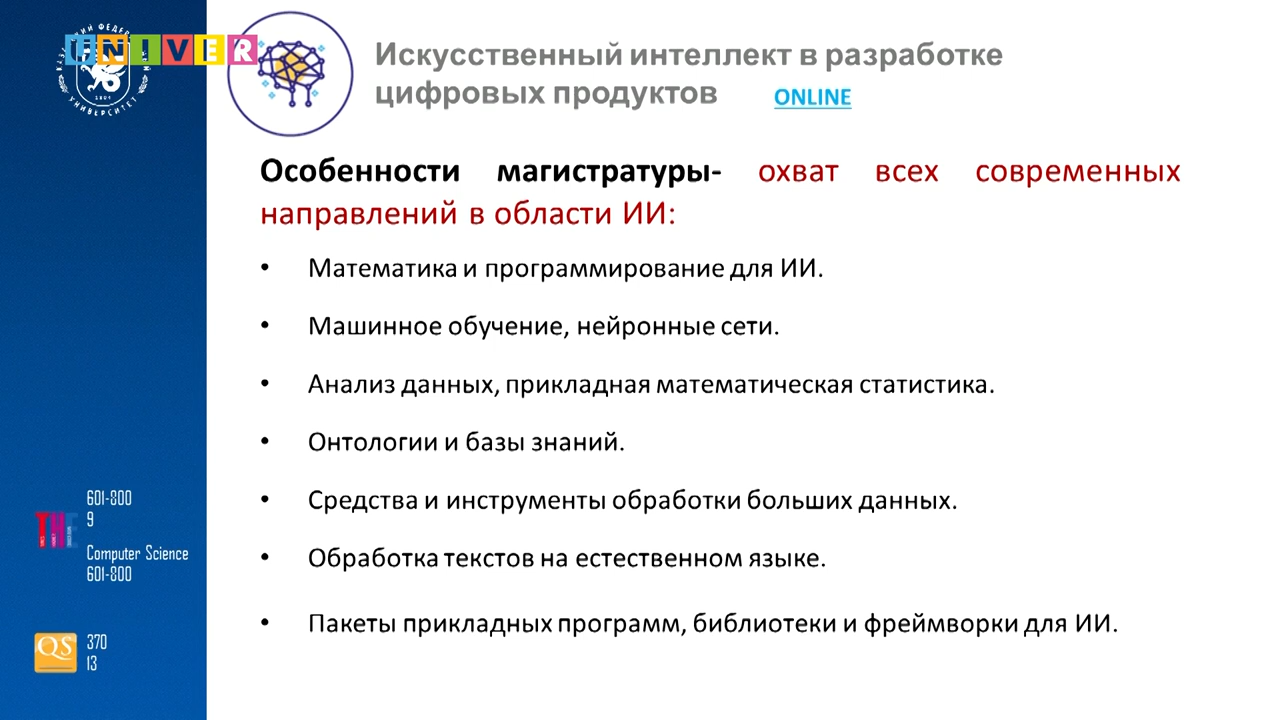 UNIVER
УНИВЕРСИТЕТ
1804
Искусственный интеллект в разработке
цифровых продуктов ONLINE
Особенности магистратуры- охват всех современных
направлений в области ИИ:
• Математика и программирование для ИИ.
• Машинное обучение, нейронные сети.
• Анализ данных, прикладная математическая статистика.
• Онтологии и базы знаний.
• Средства и инструменты обработки больших данных.
• Обработка текстов на естественном языке.
• Пакеты прикладных программ, библиотеки и фреймворки для ИИ.
601-800
9
THE
Computer Science
601-800
QS
370
13